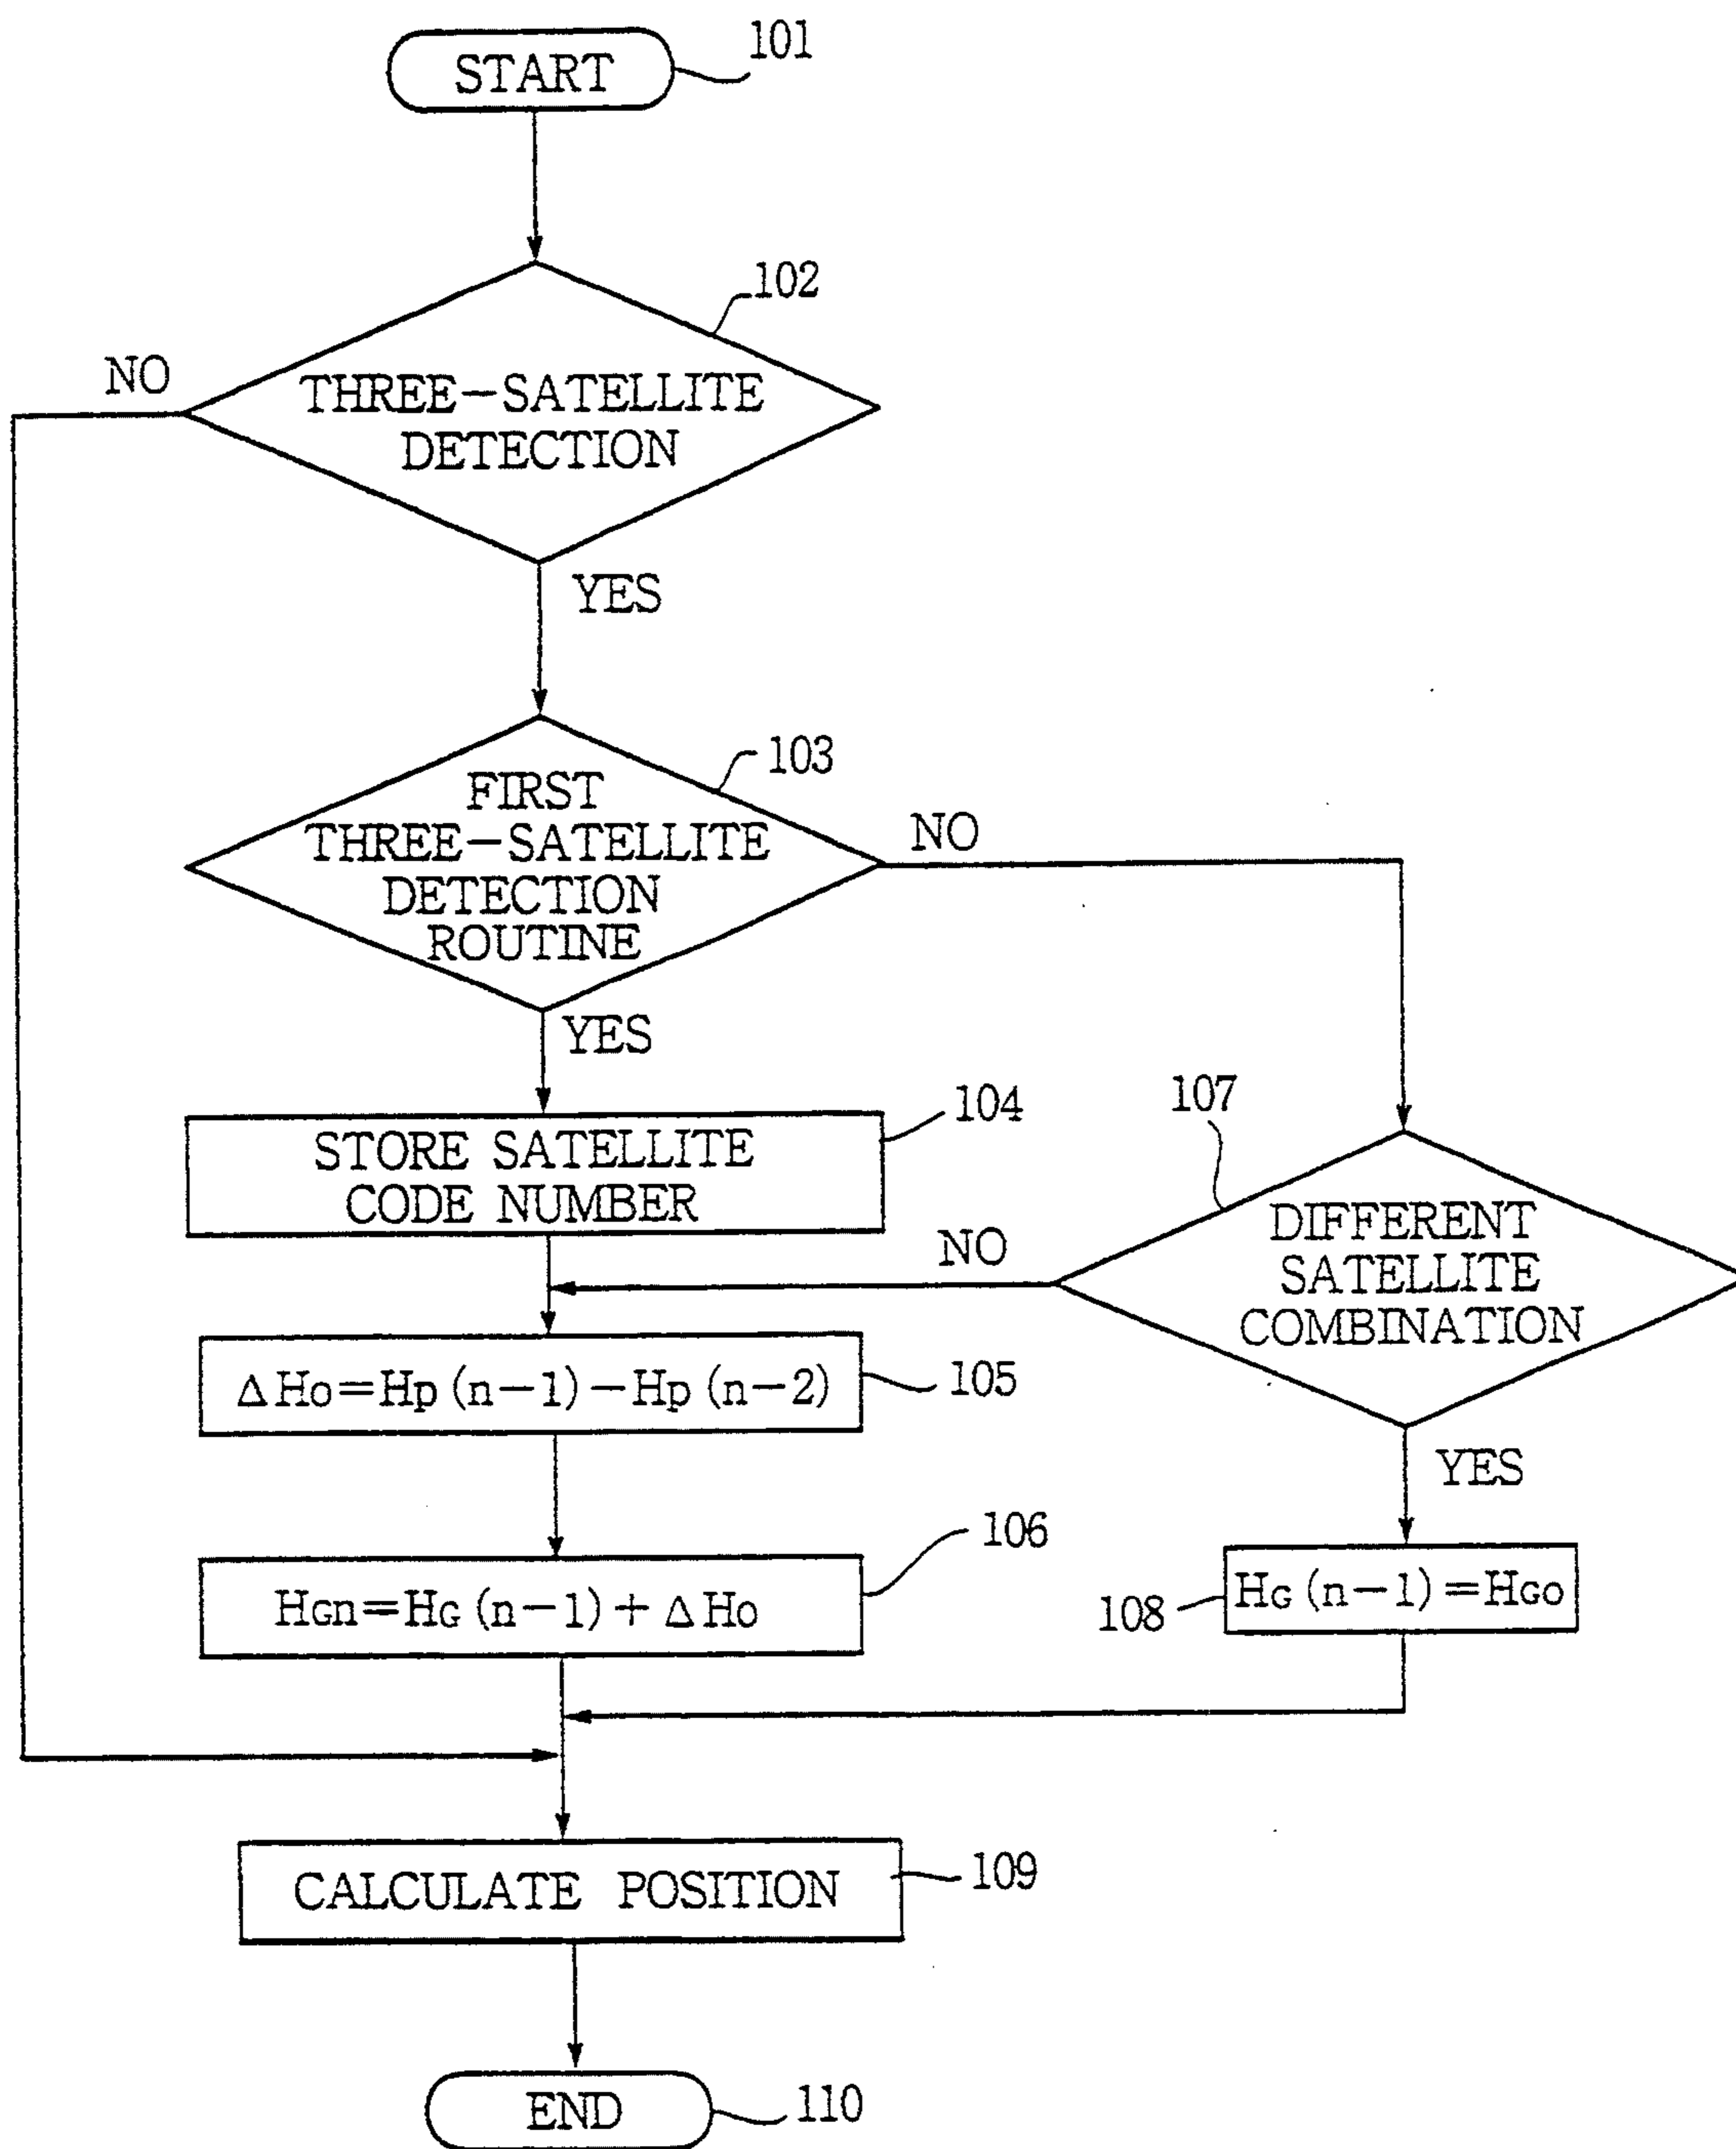 START
101
102
NO
THREE-SATELLITE
DETECTION
YES
103
FIRST
THREE-SATELLITE
DETECTION
ROUTINE
NO
YES
104
STORE SATELLITE
CODE NUMBER
107
DIFFERENT
SATELLITE
COMBINATION
NO
ΔHo=Hp(n-1)-Hp(n-2)
105
YES
106
HGn=HG(n-1)+ΔHo
HG(n-1)=HGo
108
CALCULATE POSITION
109
END
110